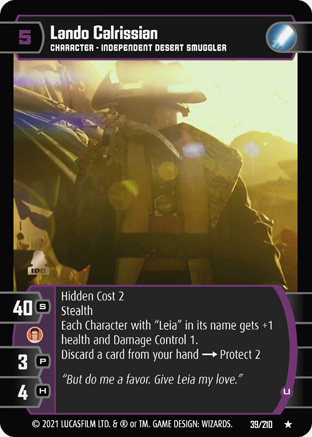 5
Lando Calrissian
CHARACTER - INDEPENDENT DESERT SMUGGLER
IDC
40 S
3 P
4 H
Hidden Cost 2
Stealth
Each Character with “Leia” in its name gets +1
health and Damage Control 1.
Discard a card from your hand → Protect 2
“But do me a favor. Give Leia my love.”
U
© 2021 LUCASFILM LTD. & ® or TM. GAME DESIGN: WIZARDS.
39/210 ★